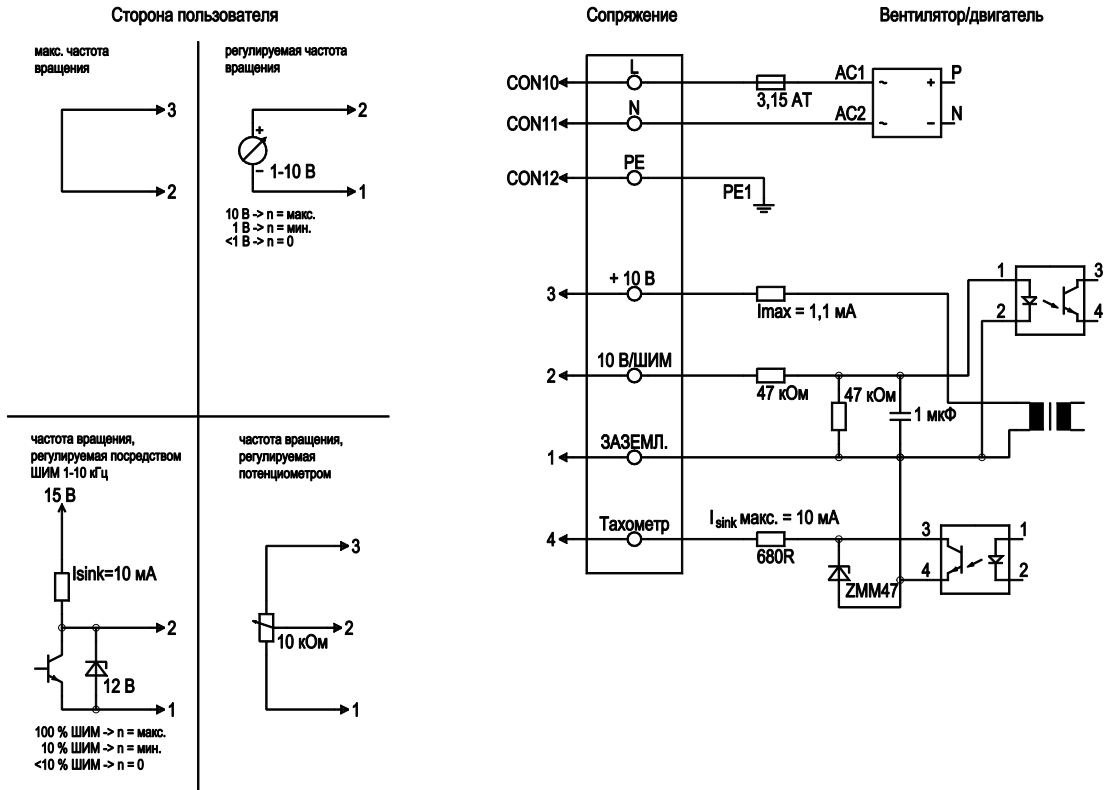 Сторона пользователя
Сопряжение
Вентилятор/двигатель
макс. частота
вращения
3
2
регулируемая частота
вращения
2
+
–
1-10 В
1
10 В -> n = макс.
1 В -> n = мин.
<1 В -> n = 0
частота вращения,
регулируемая посредством
ШИМ 1-10 кГц
15 В
Isink=10 мА
2
12 В
1
100 % ШИМ -> n = макс.
10 % ШИМ -> n = мин.
<10 % ШИМ -> n = 0
частота вращения,
регулируемая
потенциометром
3
2
10 кОм
1
CON10
L
3,15 AT
AC1
~
+
P
CON11
N
AC2
~
–
N
CON12
PE
PE1
3
+ 10 В
Imax = 1,1 мА
1
2
3
4
2
10 В/ШИМ
47 кОм
47 кОм
1 мкФ
1
ЗАЗЕМЛ.
4
Тахометр
I sink макс. = 10 мА
680R
ZMM47
3
4
1
2